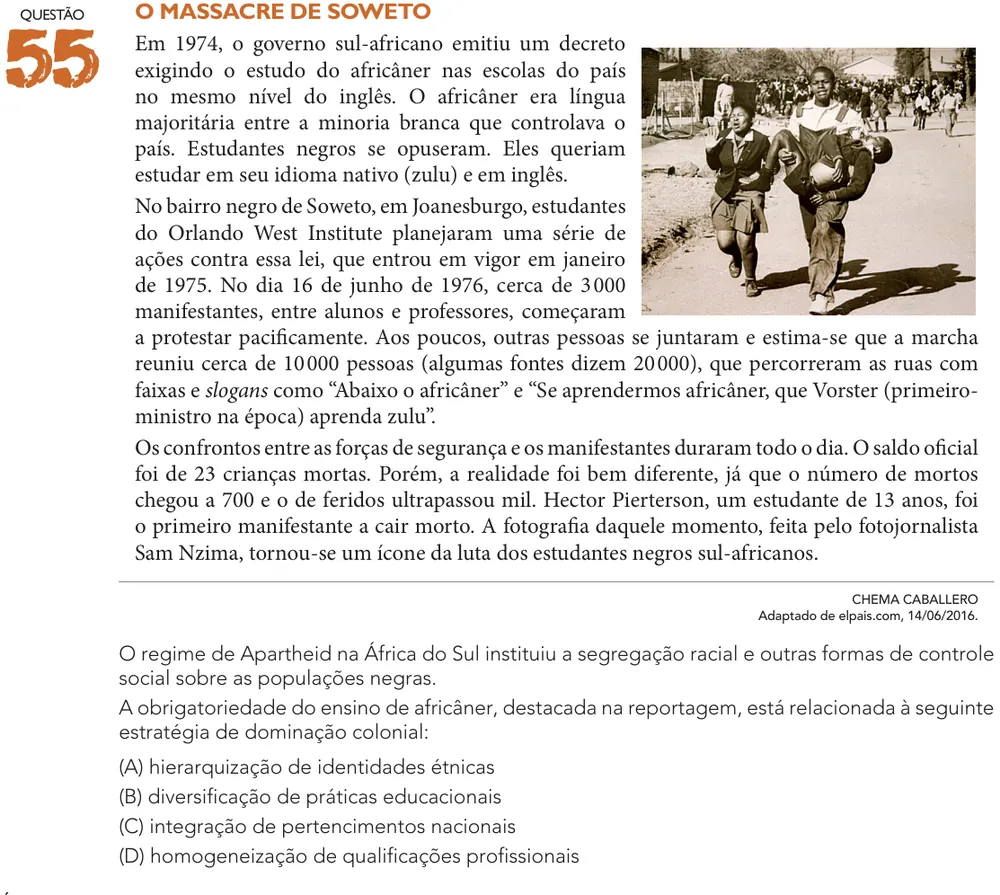 QUESTÃO
55
O MASSACRE DE SOWETO
Em 1974, o governo sul-africano emitiu um decreto
exigindo o estudo do africâner nas escolas do país
no mesmo nível do inglês. O africâner era língua
majoritária entre a minoria branca que controlava o
país. Estudantes negros se opuseram. Eles queriam
estudar em seu idioma nativo (zulu) e em inglês.
No bairro negro de Soweto, em Joanesburgo, estudantes
do Orlando West Institute planejaram uma série de
ações contra essa lei, que entrou em vigor em janeiro
de 1975. No dia 16 de junho de 1976, cerca de 3 000
manifestantes, entre alunos e professores, começaram
a protestar pacificamente. Aos poucos, outras pessoas se juntaram e estima-se que a marcha
reuniu cerca de 10 000 pessoas (algumas fontes dizem 20 000), que percorreram as ruas com
faixas e slogans como “Abaixo o africâner” e “Se aprendermos africâner, que Vorster (primeiro-
ministro na época) aprenda zulu”.
Os confrontos entre as forças de segurança e os manifestantes duraram todo o dia. O saldo oficial
foi de 23 crianças mortas. Porém, a realidade foi bem diferente, já que o número de mortos
chegou a 700 e o de feridos ultrapassou mil. Hector Pierterson, um estudante de 13 anos, foi
o primeiro manifestante a cair morto. A fotografia daquele momento, feita pelo fotojornalista
Sam Nzima, tornou-se um ícone da luta dos estudantes negros sul-africanos.
CHEMA CABALLERO
Adaptado de elpais.com, 14/06/2016.
O regime de Apartheid na África do Sul instituiu a segregação racial e outras formas de controle
social sobre as populações negras.
A obrigatoriedade do ensino de africâner, destacada na reportagem, está relacionada à seguinte
estratégia de dominação colonial:
(A) hierarquização de identidades étnicas
(B) diversificação de práticas educacionais
(C) integração de pertencimentos nacionais
(D) homogeneização de qualificações profissionais